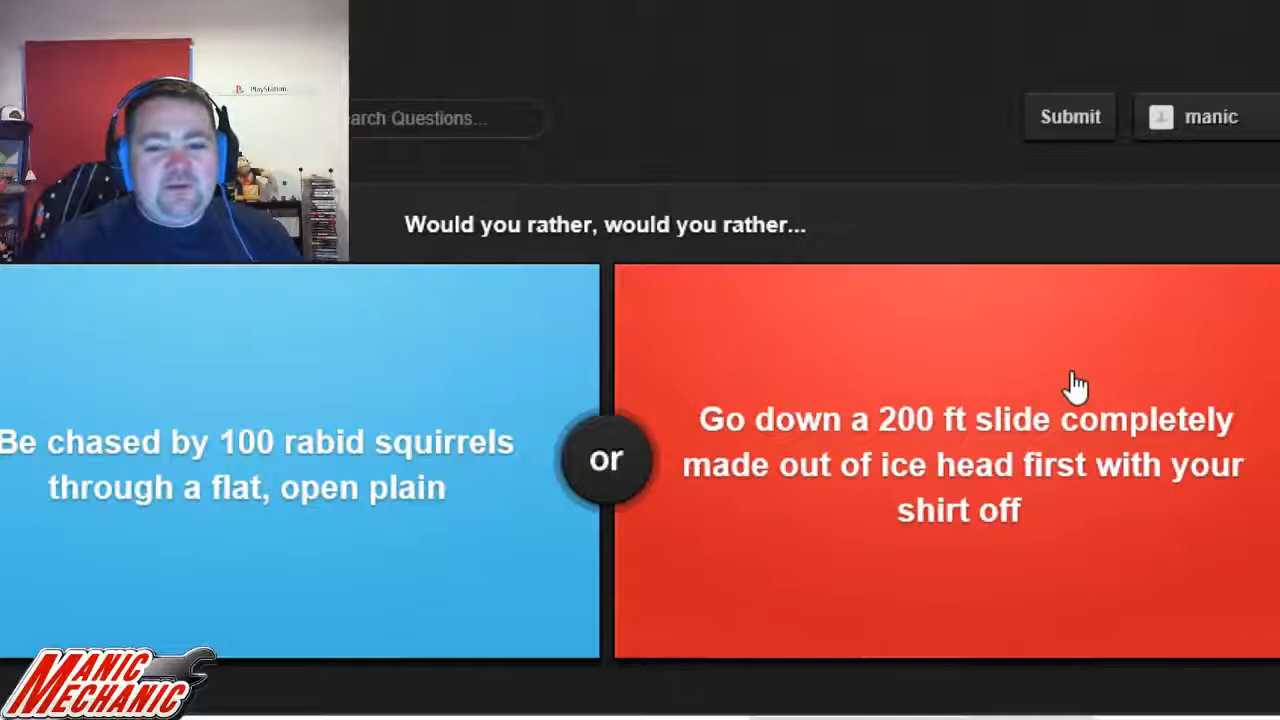 PlayStation
arch Questions...
Submit
manic
Would you rather, would you rather...
Be chased by 100 rabid squirrels
through a flat, open plain
or
Go down a 200 ft slide completely
made out of ice head first with your
shirt off
MANIC
MECHANIC